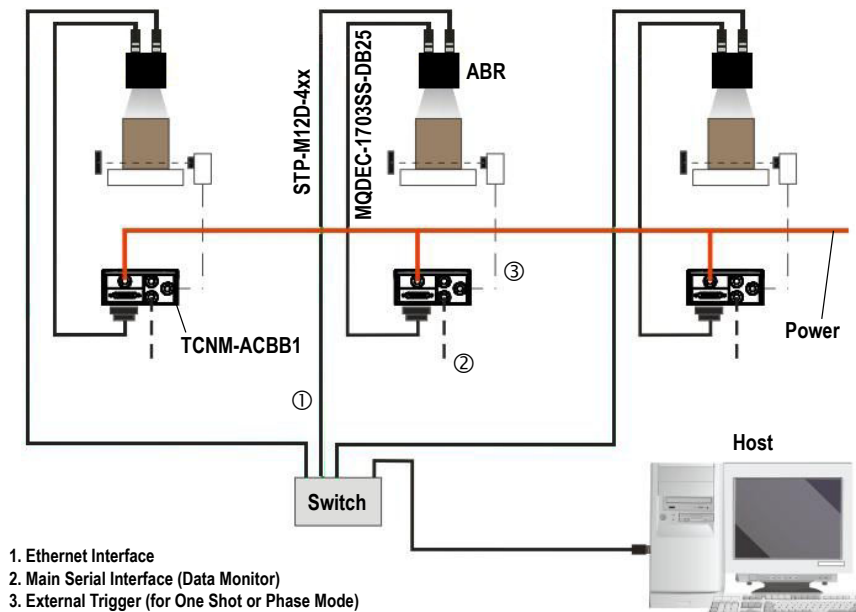 STP-M12D-4xx
MQDEC-1703SS-DB25
ABR
③
TCNM-ACBB1
②
Power
①
Host
Switch
1. Ethernet Interface
2. Main Serial Interface (Data Monitor)
3. External Trigger (for One Shot or Phase Mode)